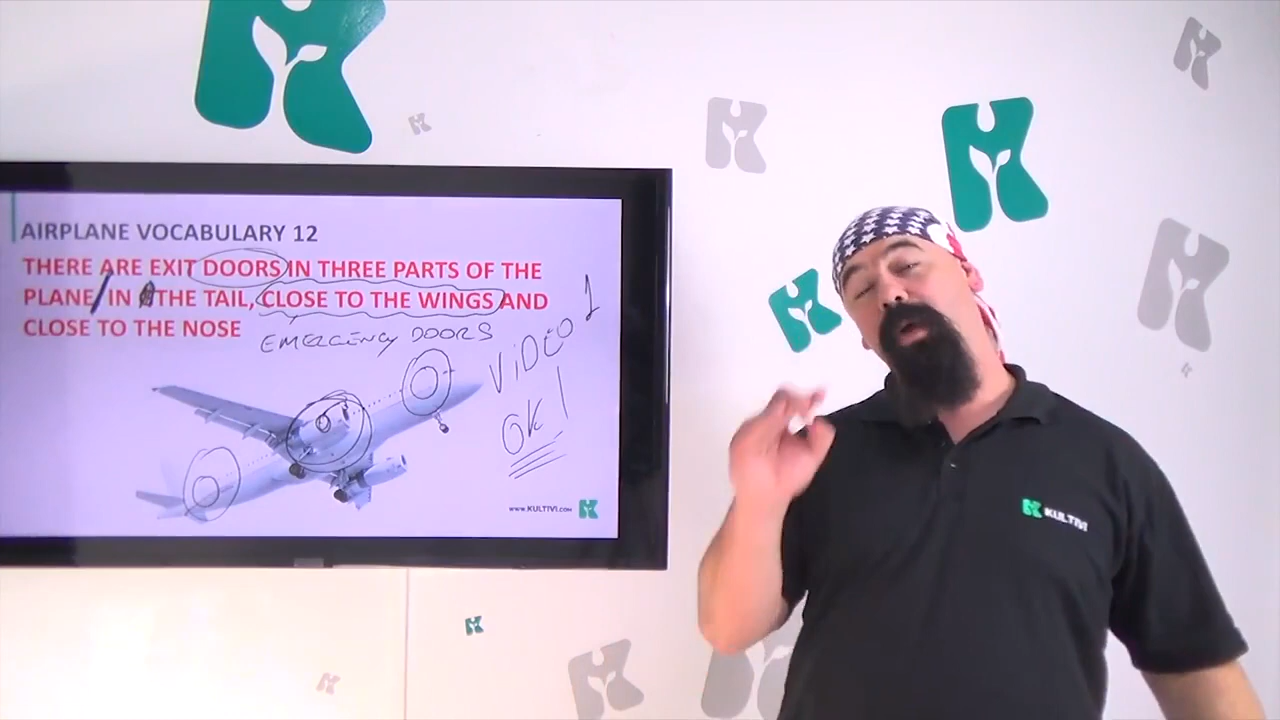 AIRPLANE VOCABULARY 12
THERE ARE EXIT DOORS IN THREE PARTS OF THE
PLANE/ IN THE TAIL, CLOSE TO THE WINGS AND
CLOSE TO THE NOSE
EMERGENCY DOORS
VIDEO 1
OK!
www.KULTIVI.COM
KULTIVI